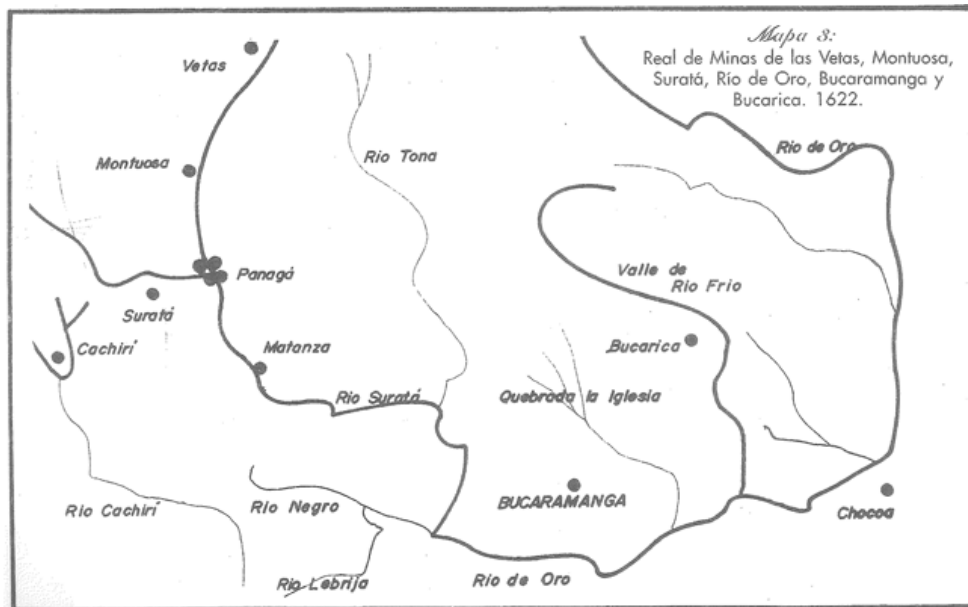 Mapa 3:
Real de Minas de las Vetas, Montuosa,
Suratá, Río de Oro, Bucaramanga y
Bucarica. 1622.
Vetas
Montuosa
Rio Tona
Rio de Oro
Panagá
Valle de
Rio Frio
Suratá
Cachirí
Matanza
Bucarica
Rio Suratá
Quebrada la Iglesia
Rio Cachirí
Rio Negro
BUCARAMANGA
Chocoa
Rio Lebrija
Rio de Oro